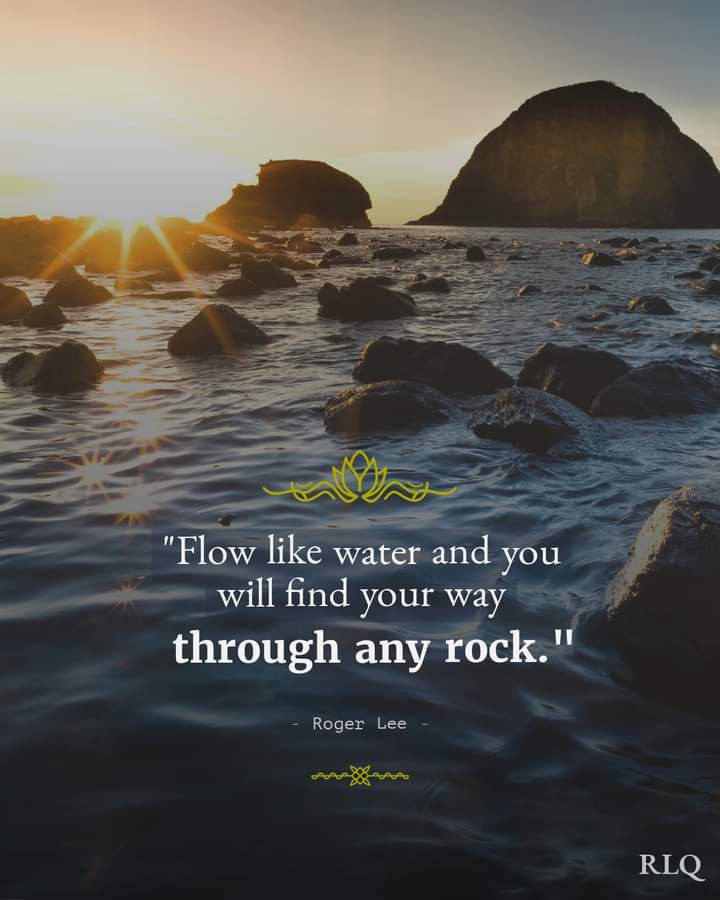 "Flow like water and you
will find your way
through any rock."
- Roger Lee -
RLQ